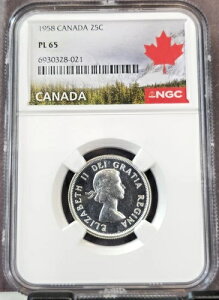 1958 CANADA 25C
PL 65
6930328-021
CANADA
NGC
ELIZABETH II DEI GRATIA REGINA